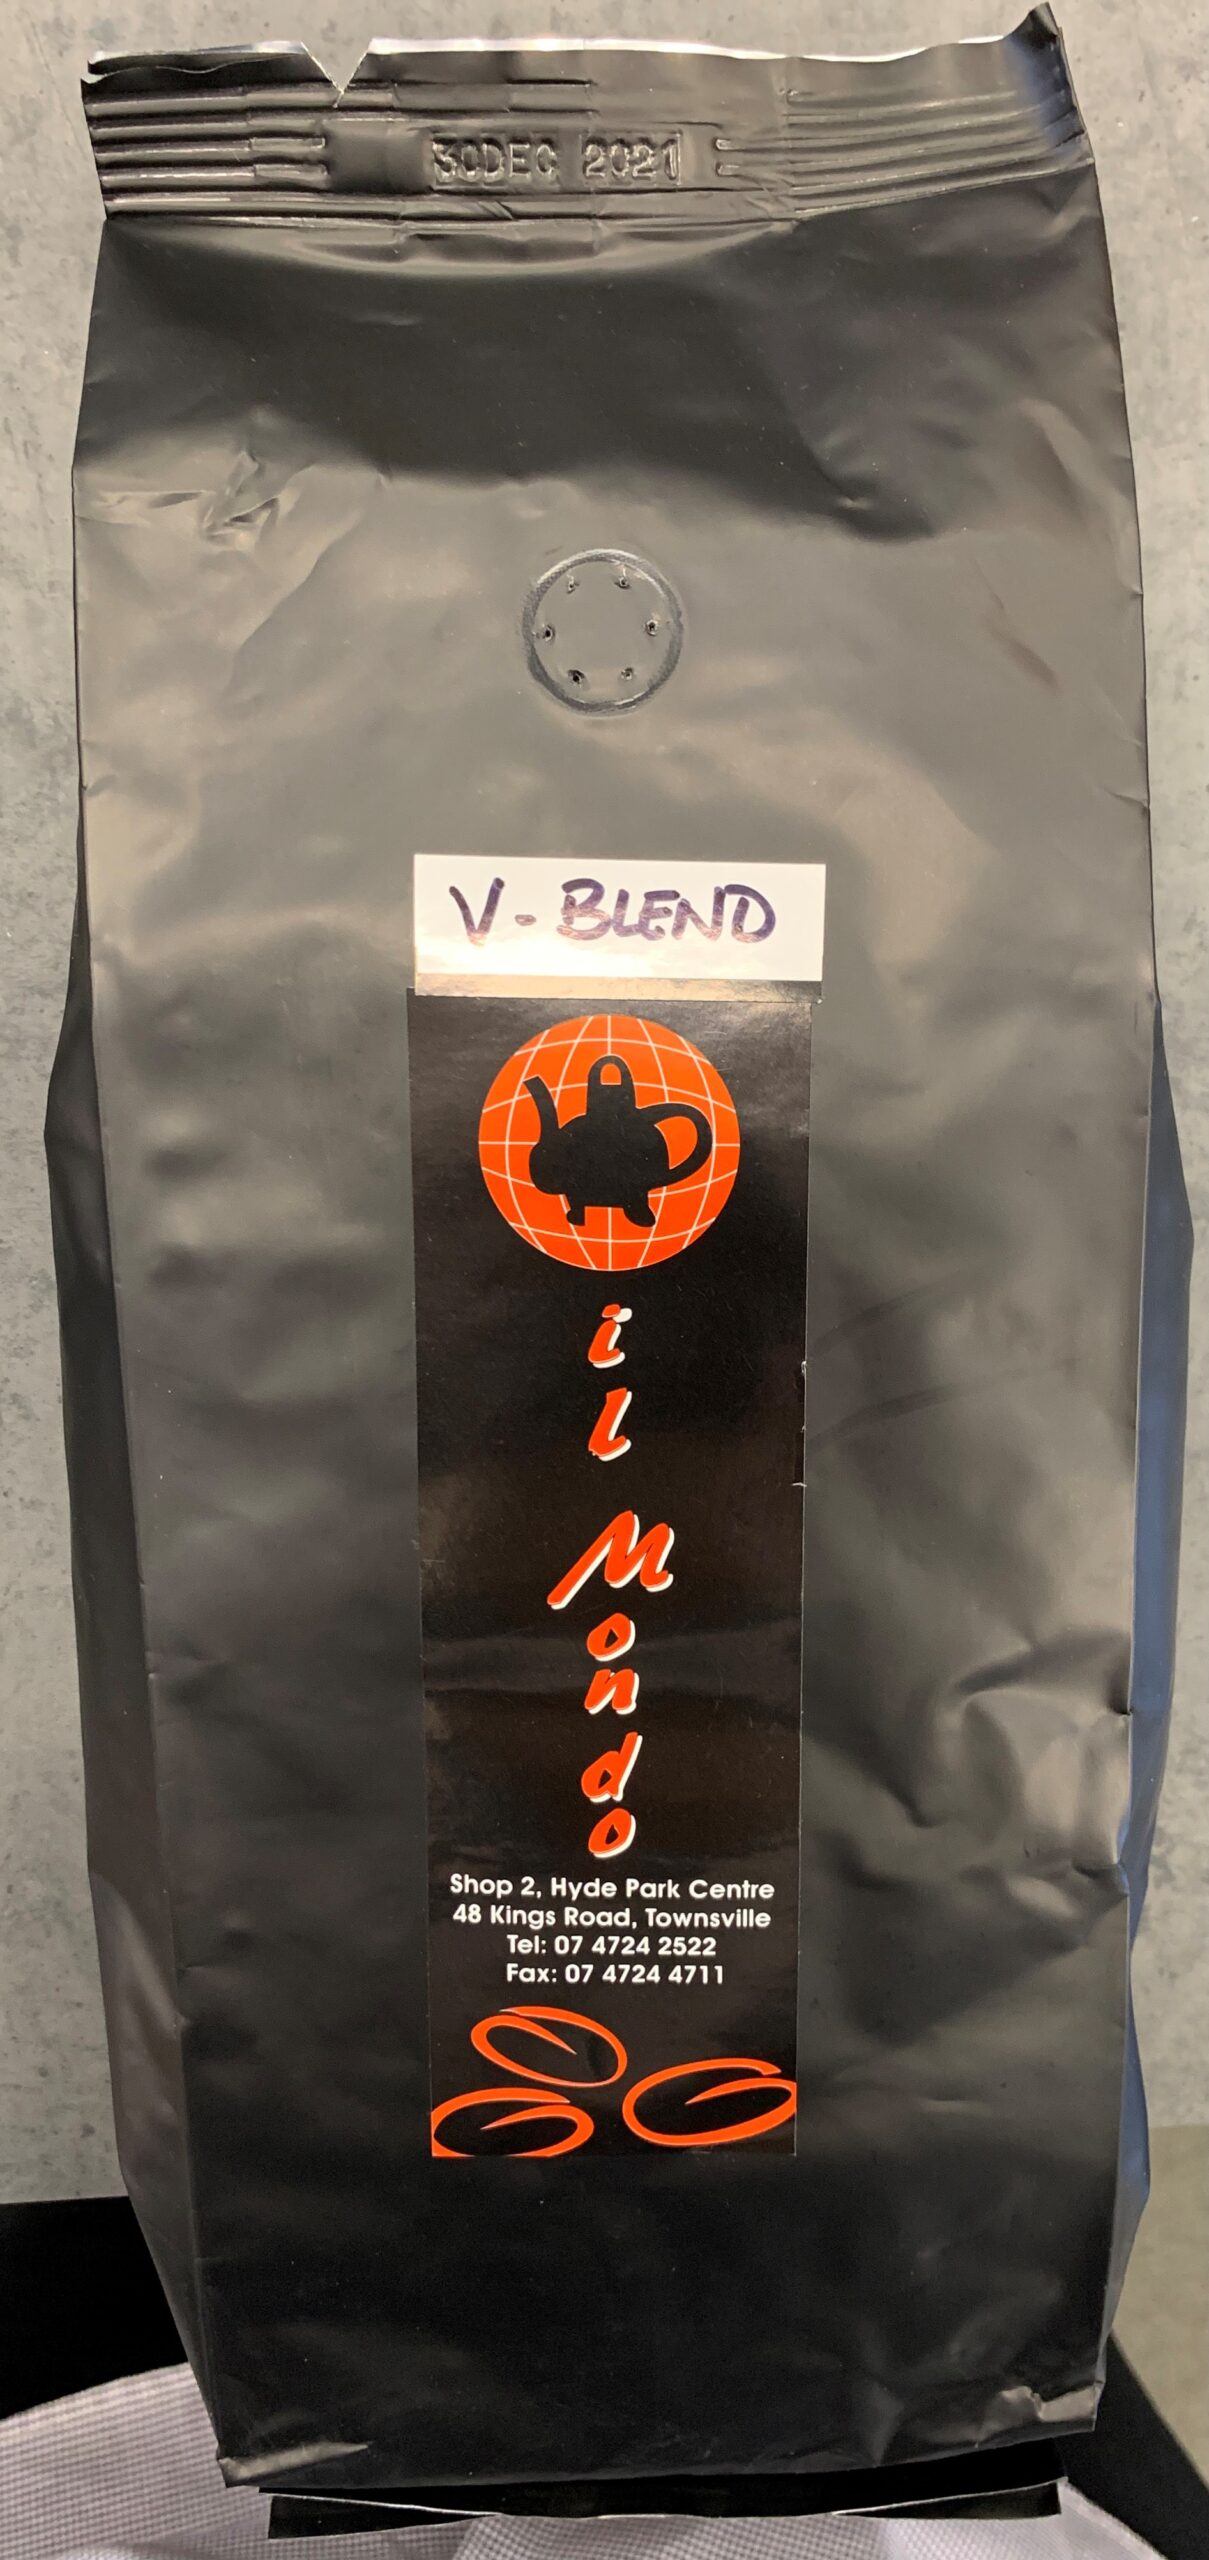 30DEC 2021
V-BLEND
il Mondo
Shop 2, Hyde Park Centre
48 Kings Road, Townsville
Tel: 07 4724 2522
Fax: 07 4724 4711